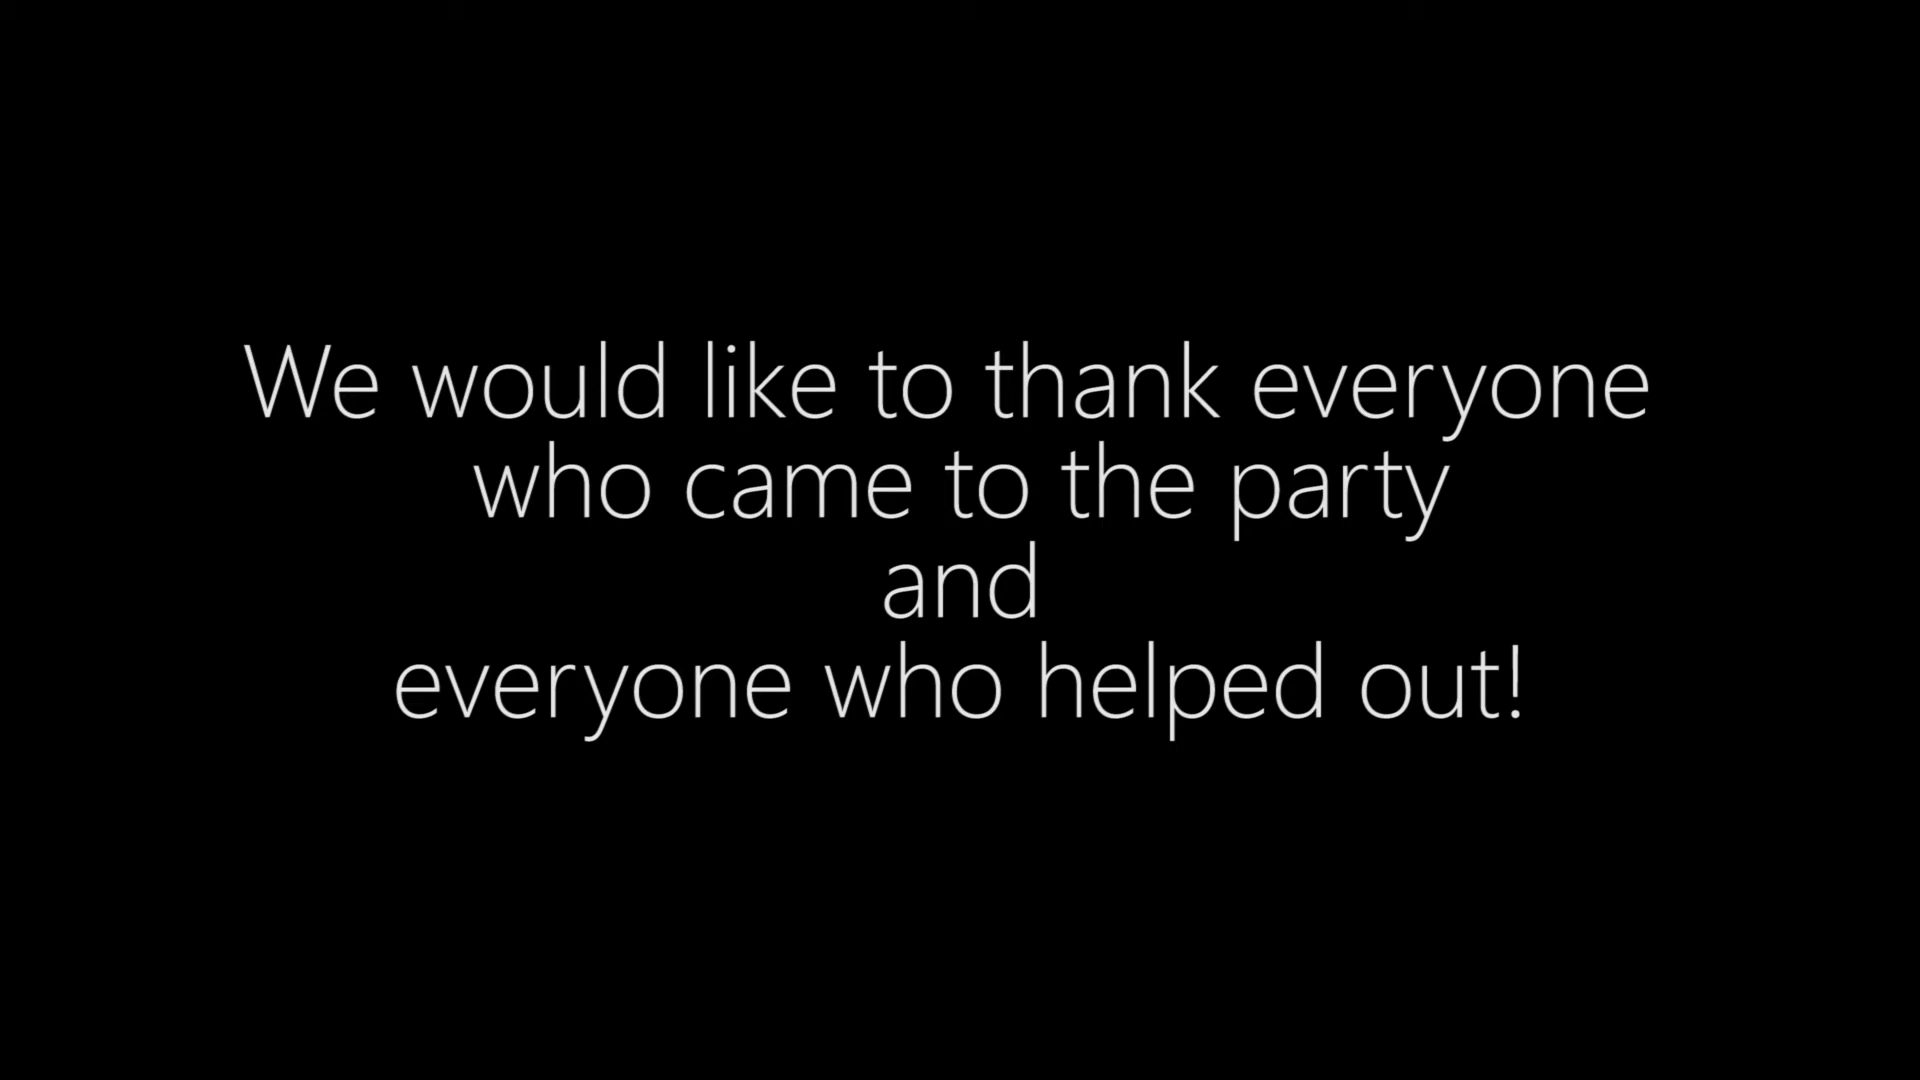 We would like to thank everyone
who came to the party
and
everyone who helped out!